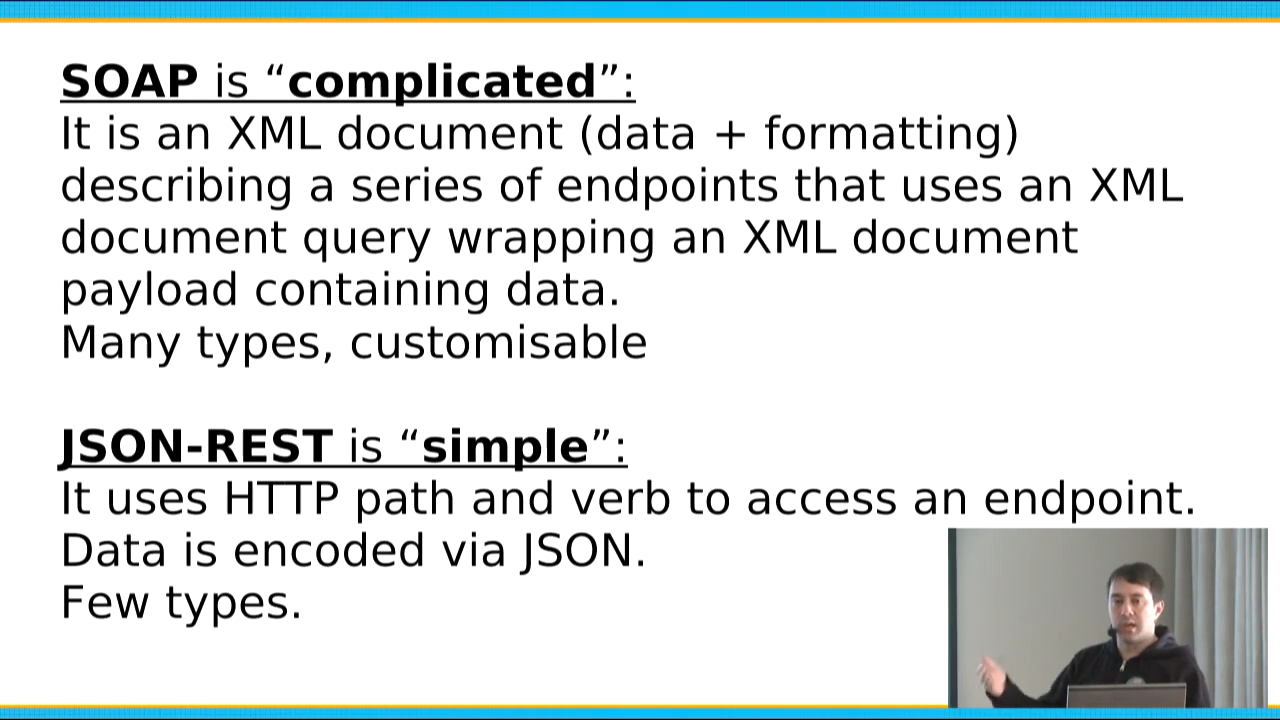 SOAP is “complicated”:
It is an XML document (data + formatting)
describing a series of endpoints that uses an XML
document query wrapping an XML document
payload containing data.
Many types, customisable
JSON-REST is “simple”:
It uses HTTP path and verb to access an endpoint.
Data is encoded via JSON.
Few types.